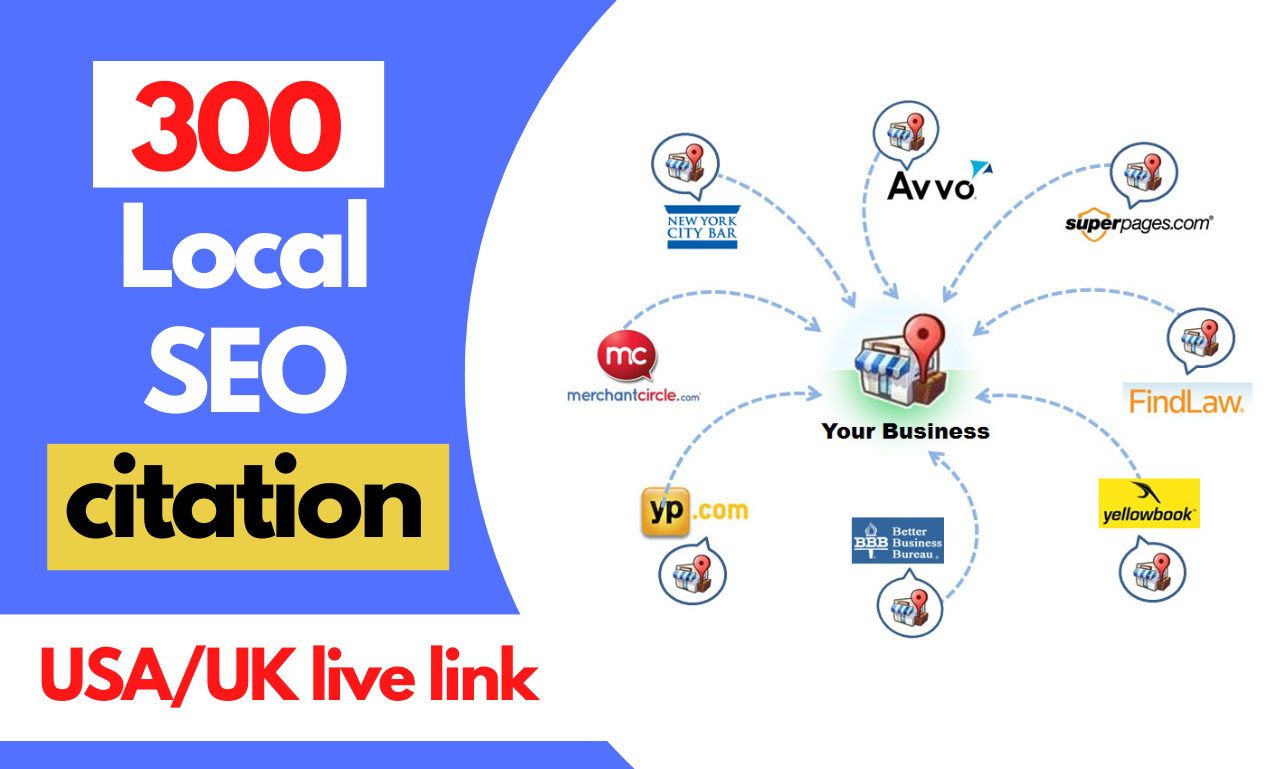 300
Local
SEO
citation
USA/UK live link
NEW YORK
CITY BAR
Avvo
superpages.com®
mc
merchantcircle.com
FindLaw.
Your Business
yp.com
BBB
Better
Business
Bureau
yellowbook